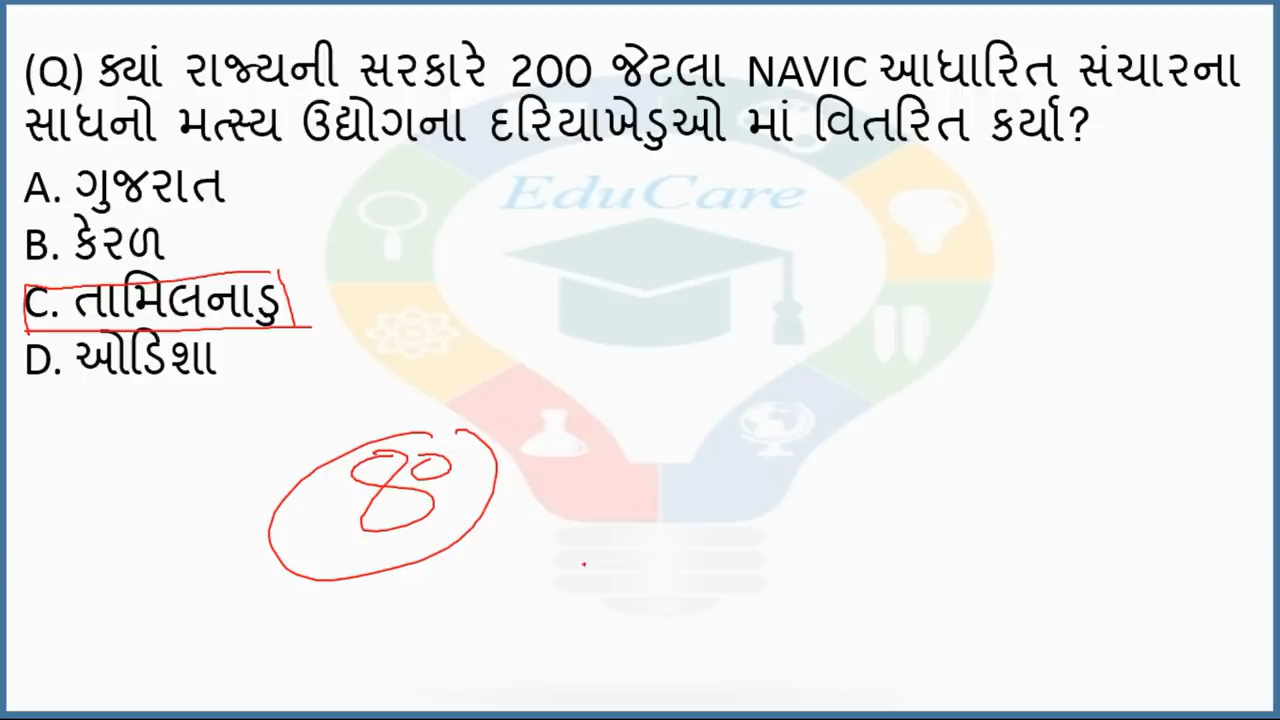 (Q) ક્યાં રાજ્યની સરકારે 200 જેટલા NAVIC આધારિત સંચારના
સાધનો મત્સ્ય ઉદ્યોગના દરિયાખેડુઓ માં વિતરિત કર્યા?
EduCare
A. ગુજરાત
B. કેરળ
C. તામિલનાડુ
D. ઓડિશા
8°